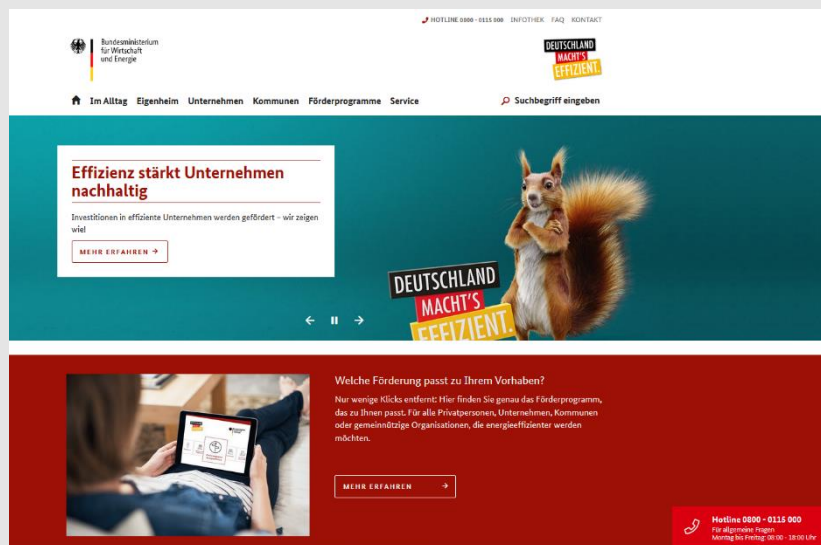 HOTLINE 0800 - 0115 000 INFOTHEK FAQ KONTAKT
Bundesministerium
für Wirtschaft
und Energie
DEUTSCHLAND
MACHT'S
EFFIZIENT.
Im Alltag Eigenheim Unternehmen Kommunen Förderprogramme Service
Suchbegriff eingeben
Effizienz stärkt Unternehmen
nachhaltig
Investitionen in effiziente Unternehmen werden gefördert – wir zeigen
wie!
MEHR ERFAHREN
DEUTSCHLAND
MACHT'S
EFFIZIENT.
Welche Förderung passt zu Ihrem Vorhaben?
Nur wenige Klicks entfernt: Hier finden Sie genau das Förderprogramm,
das zu Ihnen passt. Für alle Privatpersonen, Unternehmen, Kommunen
oder gemeinnützige Organisationen, die energieeffizienter werden
möchten.
MEHR ERFAHREN
Hotline 0800 - 0115 000
Für allgemeine Fragen
Montag bis Freitag: 08:00 - 18:00 Uhr